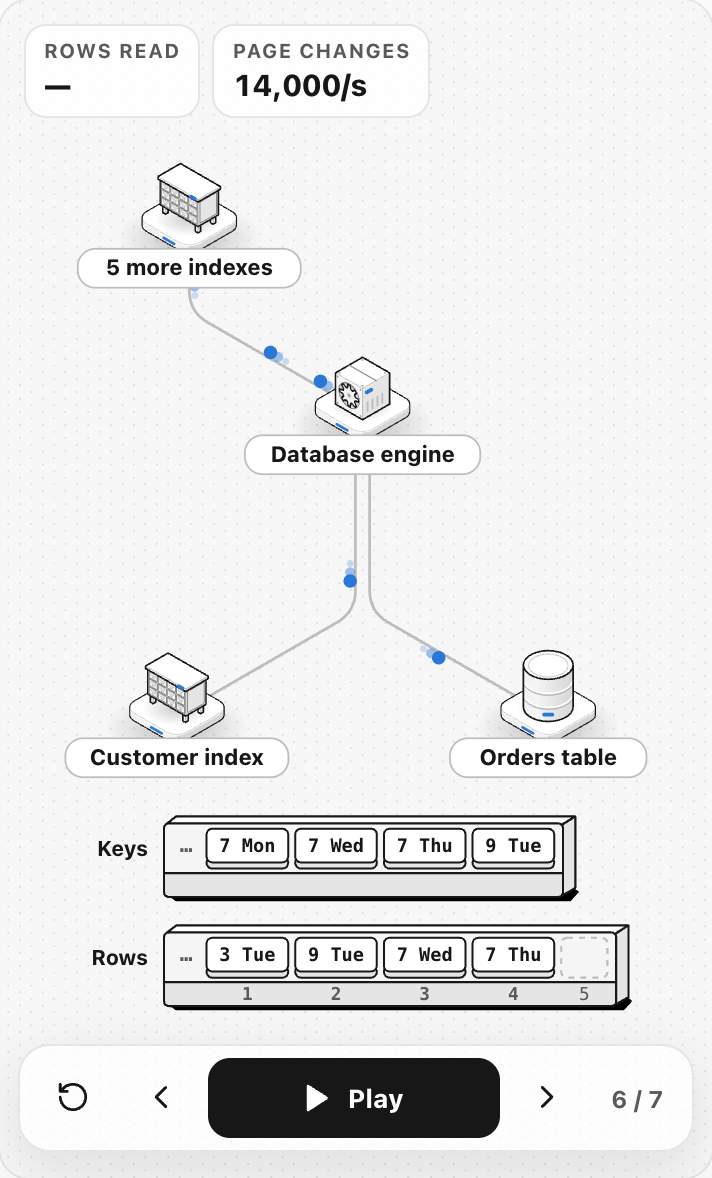 ROWS READ
—
PAGE CHANGES
14,000/s
5 more indexes
Database engine
Customer index
Orders table
Keys … 7 Mon 7 Wed 7 Thu 9 Tue
Rows … 3 Tue 9 Tue 7 Wed 7 Thu
1 2 3 4 5
Play
6 / 7